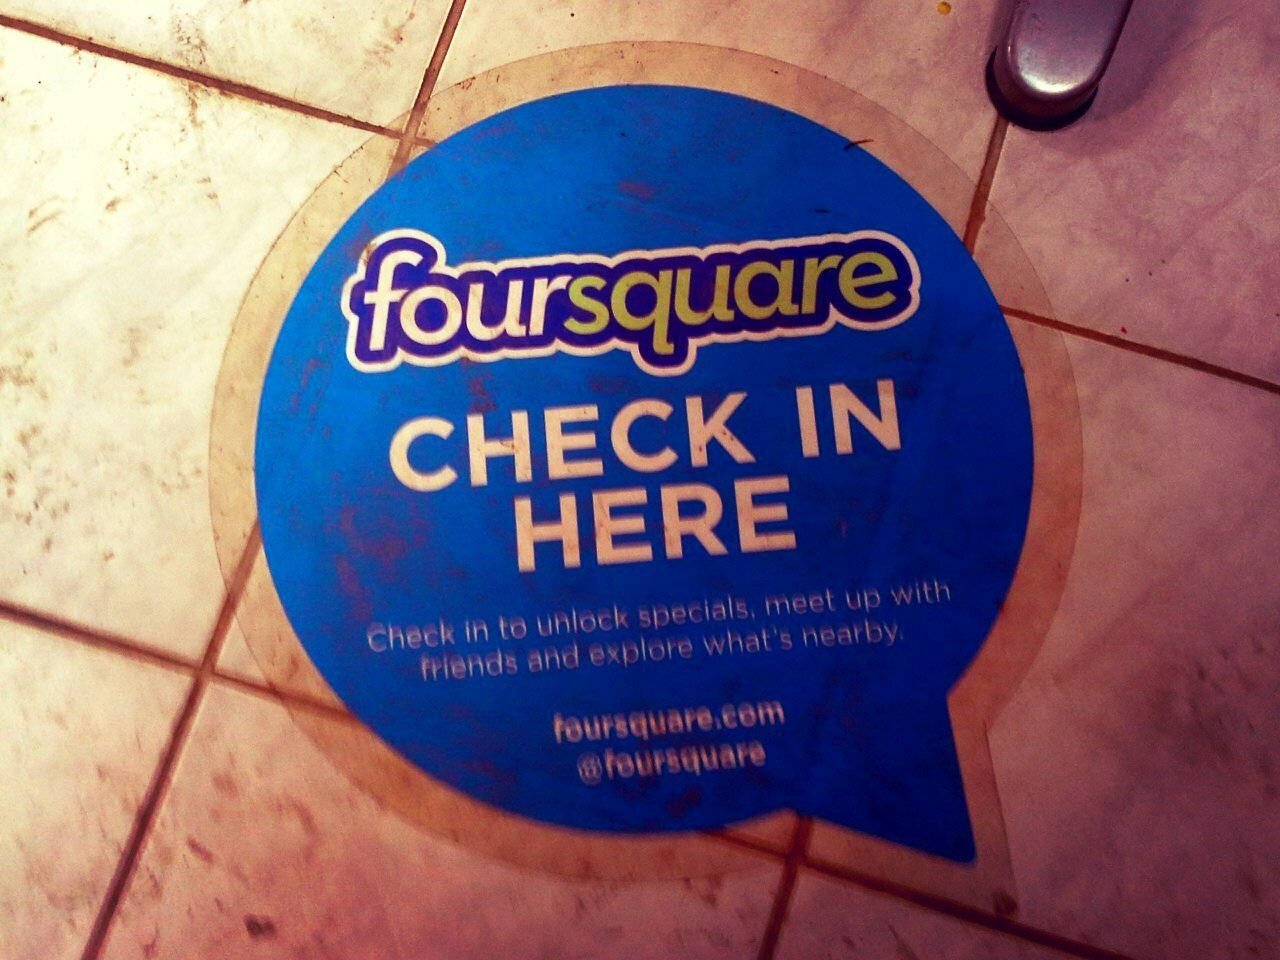 foursquare
CHECK IN
HERE
Check in to unlock specials, meet up with
friends and explore what's nearby.
foursquare.com
@foursquare